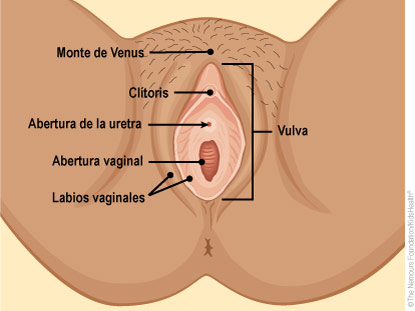 Monte de Venus
Clítoris
Abertura de la uretra
Vulva
Abertura vaginal
Labios vaginales
©The Nemours Foundation/KidsHealth®